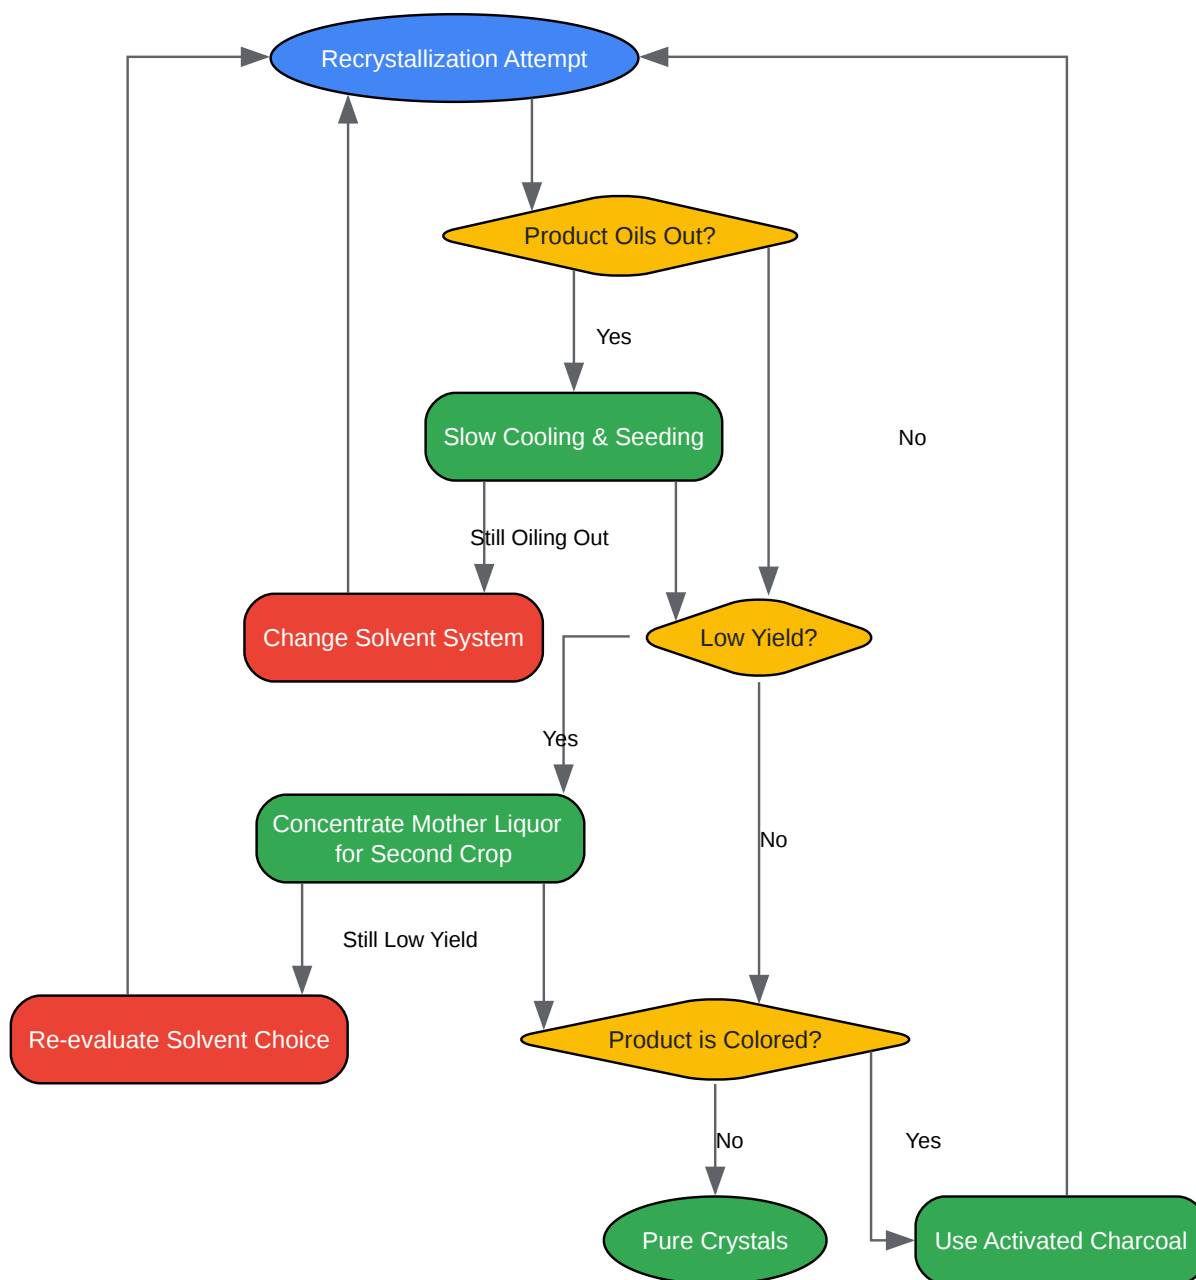 Recrystallization Attempt
Product Oils Out?
Yes
Slow Cooling & Seeding
No
Still Oiling Out
Change Solvent System
Low Yield?
Yes
Concentrate Mother Liquor
for Second Crop
No
Still Low Yield
Re-evaluate Solvent Choice
Product is Colored?
No
Yes
Pure Crystals
Use Activated Charcoal